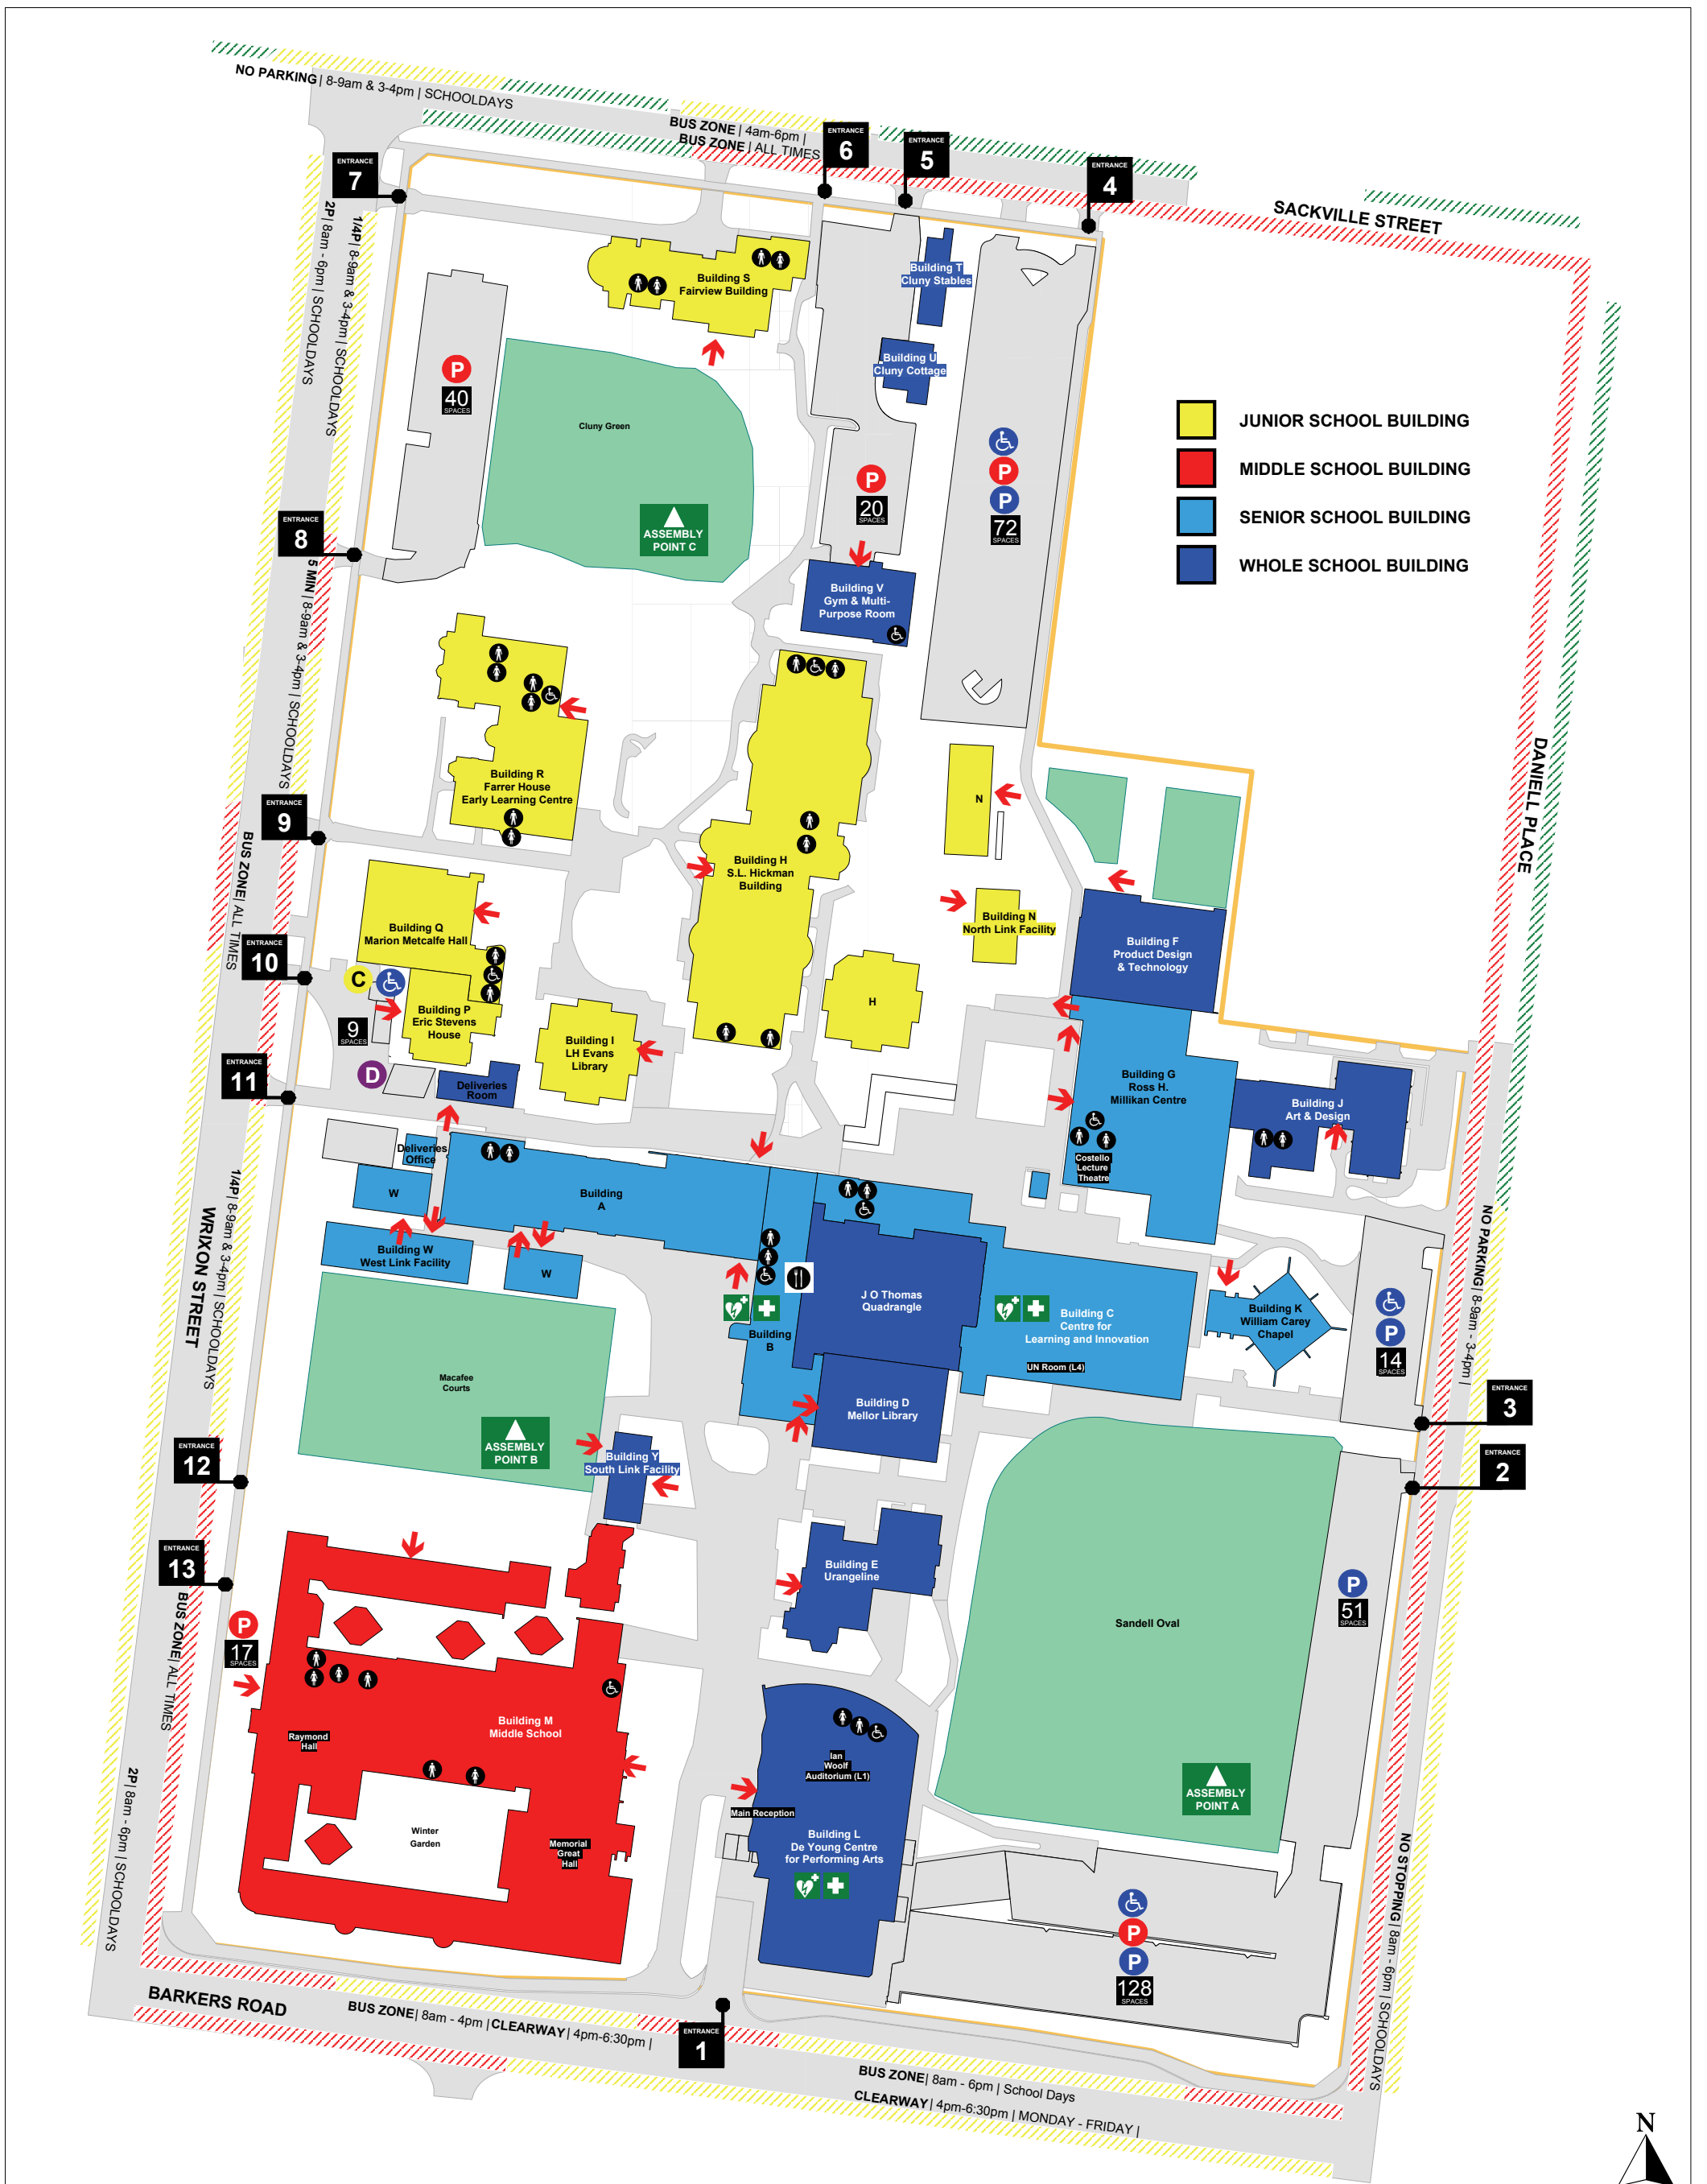 NO PARKING | 8-9am & 3-4pm | SCHOOLDAYS
BUS ZONE | 4am-6pm |
BUS ZONE | ALL TIMES
ENTRANCE
6
ENTRANCE
5
ENTRANCE
4
ENTRANCE
7
SACKVILLE STREET
2P| 8am - 6pm | SCHOOLDAYS
1/4P| 8-9am & 3-4pm | SCHOOLDAYS
Building S
Fairview Building
Building T
Cluny Stables
Building U
Cluny Cottage
P
40
SPACES
Cluny Green
P
20
SPACES
P
P
72
SPACES
JUNIOR SCHOOL BUILDING
MIDDLE SCHOOL BUILDING
SENIOR SCHOOL BUILDING
WHOLE SCHOOL BUILDING
ASSEMBLY
POINT C
ENTRANCE
8
5 MIN | 8-9am & 3-4pm | SCHOOLDAYS
Building V
Gym & Multi-
Purpose Room
Building R
Farrer House
Early Learning Centre
N
DANIELL PLACE
ENTRANCE
9
BUS ZONE| ALL TIMES
Building H
S.L. Hickman
Building
Building Q
Marion Metcalfe Hall
Building N
North Link Facility
Building F
Product Design
& Technology
ENTRANCE
10
C
Building P
Eric Stevens
House
9
SPACES
H
Building I
LH Evans
Library
ENTRANCE
11
D
Deliveries
Room
Building G
Ross H.
Millikan Centre
Building J
Art & Design
Deliveries
Office
Costello
Lecture
Theatre
W
Building
A
1/4P| 8-9am & 3-4pm | SCHOOLDAYS
WRIXON STREET
Building W
West Link Facility
W
J O Thomas
Quadrangle
Building
B
Building C
Centre for
Learning and Innovation
UN Room (L4)
Building K
William Carey
Chapel
P
14
SPACES
NO PARKING| 8-9am - 3-4pm |
Macafee
Courts
Building D
Mellor Library
ENTRANCE
3
ASSEMBLY
POINT B
Building Y
South Link Facility
ENTRANCE
12
ENTRANCE
2
ENTRANCE
13
Building E
Urangeline
P
51
SPACES
BUS ZONE| ALL TIMES
P
17
SPACES
Sandell Oval
Raymond
Hall
Building M
Middle School
Ian
Woolf
Auditorium (L1)
Main Reception
ASSEMBLY
POINT A
2P| 8am - 6pm | SCHOOLDAYS
Winter
Garden
Memorial
Great
Hall
Building L
De Young Centre
for Performing Arts
NO STOPPING | 8am - 6pm | SCHOOLDAYS
P
P
128
SPACES
BARKERS ROAD
BUS ZONE| 8am - 4pm |CLEARWAY| 4pm-6:30pm |
ENTRANCE
1
BUS ZONE| 8am - 6pm | School Days
CLEARWAY| 4pm-6:30pm | MONDAY - FRIDAY |
N